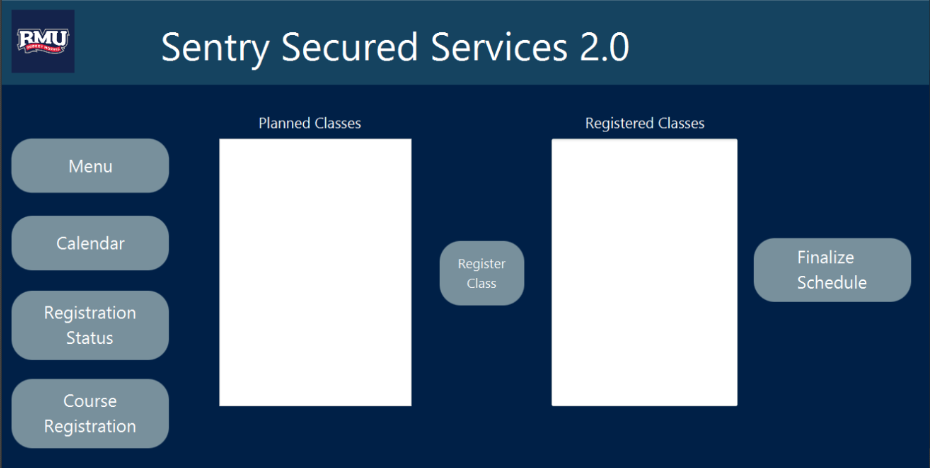 RMU
Sentry Secured Services 2.0
Planned Classes
Registered Classes
Menu
Calendar
Registration
Status
Course
Registration
Register
Class
Finalize
Schedule